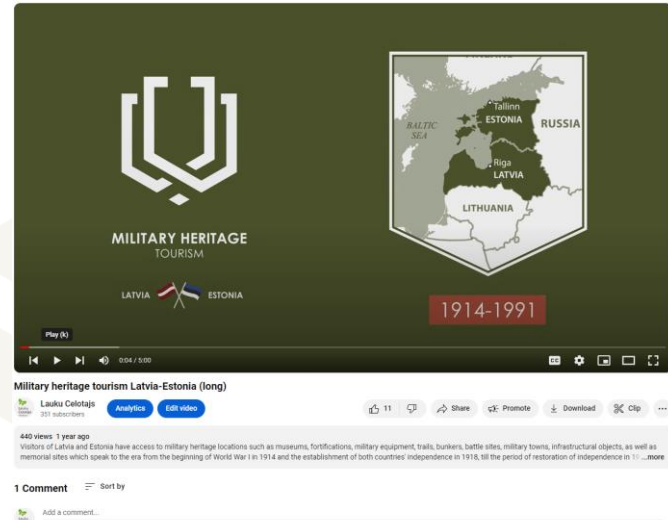 MILITARY HERITAGE
TOURISM
LATVIA
ESTONIA
BALTIC
SEA
Tallinn
ESTONIA
RUSSIA
Riga
LATVIA
LITHUANIA
1914-1991
Play (k)
0:04 / 5:00
CC
Military heritage tourism Latvia-Estonia (long)
Lauku Celotajs
351 subscribers
Analytics
Edit video
11
Share
Promote
Download
Clip
...
440 views 1 year ago
Visitors of Latvia and Estonia have access to military heritage locations such as museums, fortifications, military equipment, trails, bunkers, battle sites, military towns, infrastructural objects, as well as
memorial sites which speak to the era from the beginning of World War I in 1914 and the establishment of both countries' independence in 1918, till the period of restoration of independence in ...more
1 Comment
Sort by
Add a comment...